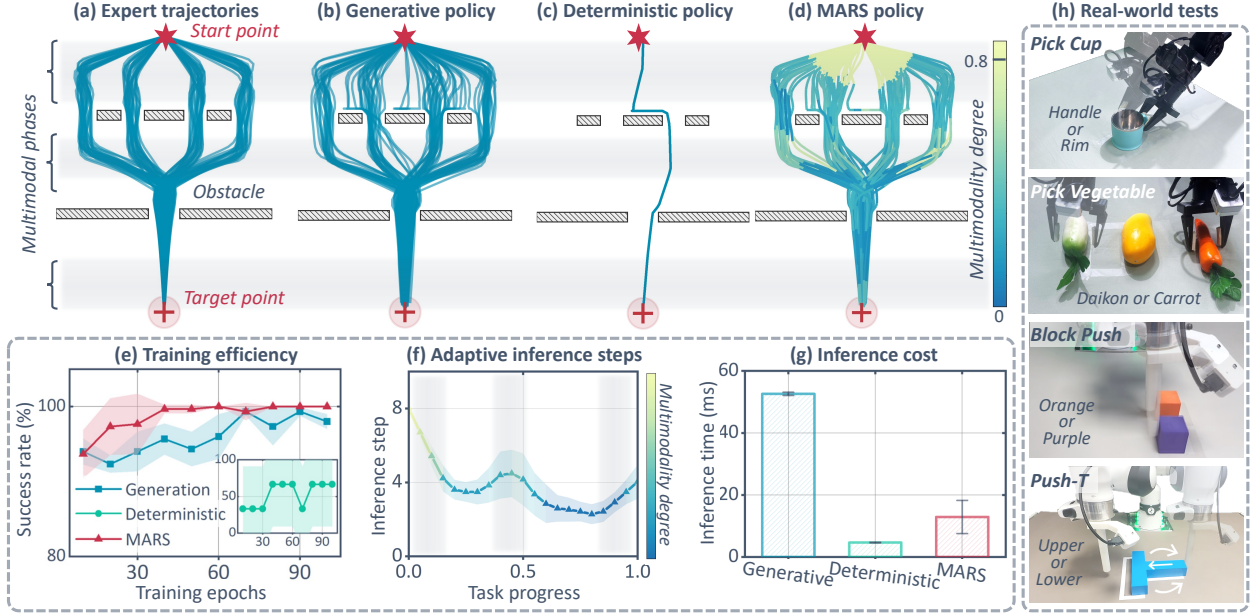 (a) Expert trajectories
(b) Generative policy
(c) Deterministic policy
(d) MARS policy
(h) Real-world tests
Start point
Multimodal phases
Obstacle
Target point
0.8
Multimodality degree
0
Pick Cup
Handle
or
Rim
Pick Vegetable
Daikon or Carrot
Block Push
Orange
or
Purple
Push-T
Upper
or
Lower
(e) Training efficiency
Success rate (%)
100
80
Generation
Deterministic
MARS
100
50
0
30
60
90
30
60
90
Training epochs
(f) Adaptive inference steps
Inference step
8
4
0
0.0
0.5
1.0
Task progress
Multimodality degree
(g) Inference cost
Inference time (ms)
60
40
20
0
Generative
Deterministic
MARS